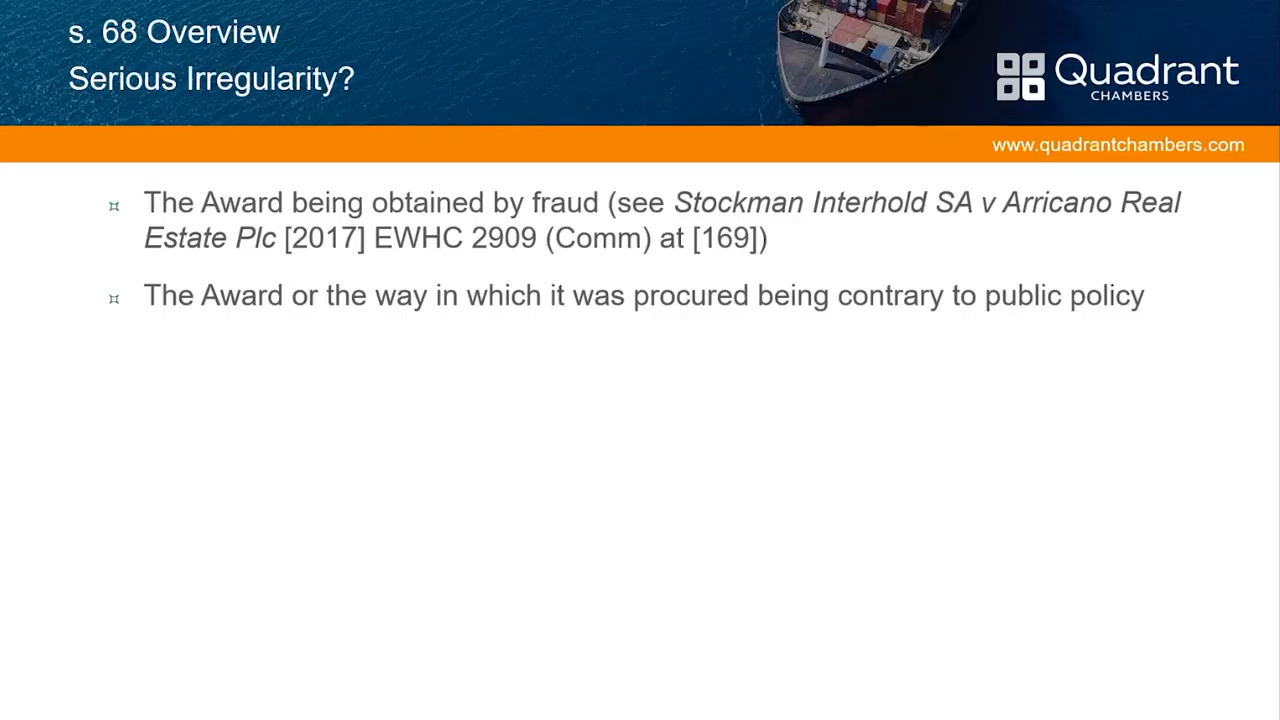 s. 68 Overview
Serious Irregularity?
Quadrant
CHAMBERS
www.quadrantchambers.com
The Award being obtained by fraud (see Stockman Interhold SA v Arricano Real
Estate Plc [2017] EWHC 2909 (Comm) at [169])
The Award or the way in which it was procured being contrary to public policy